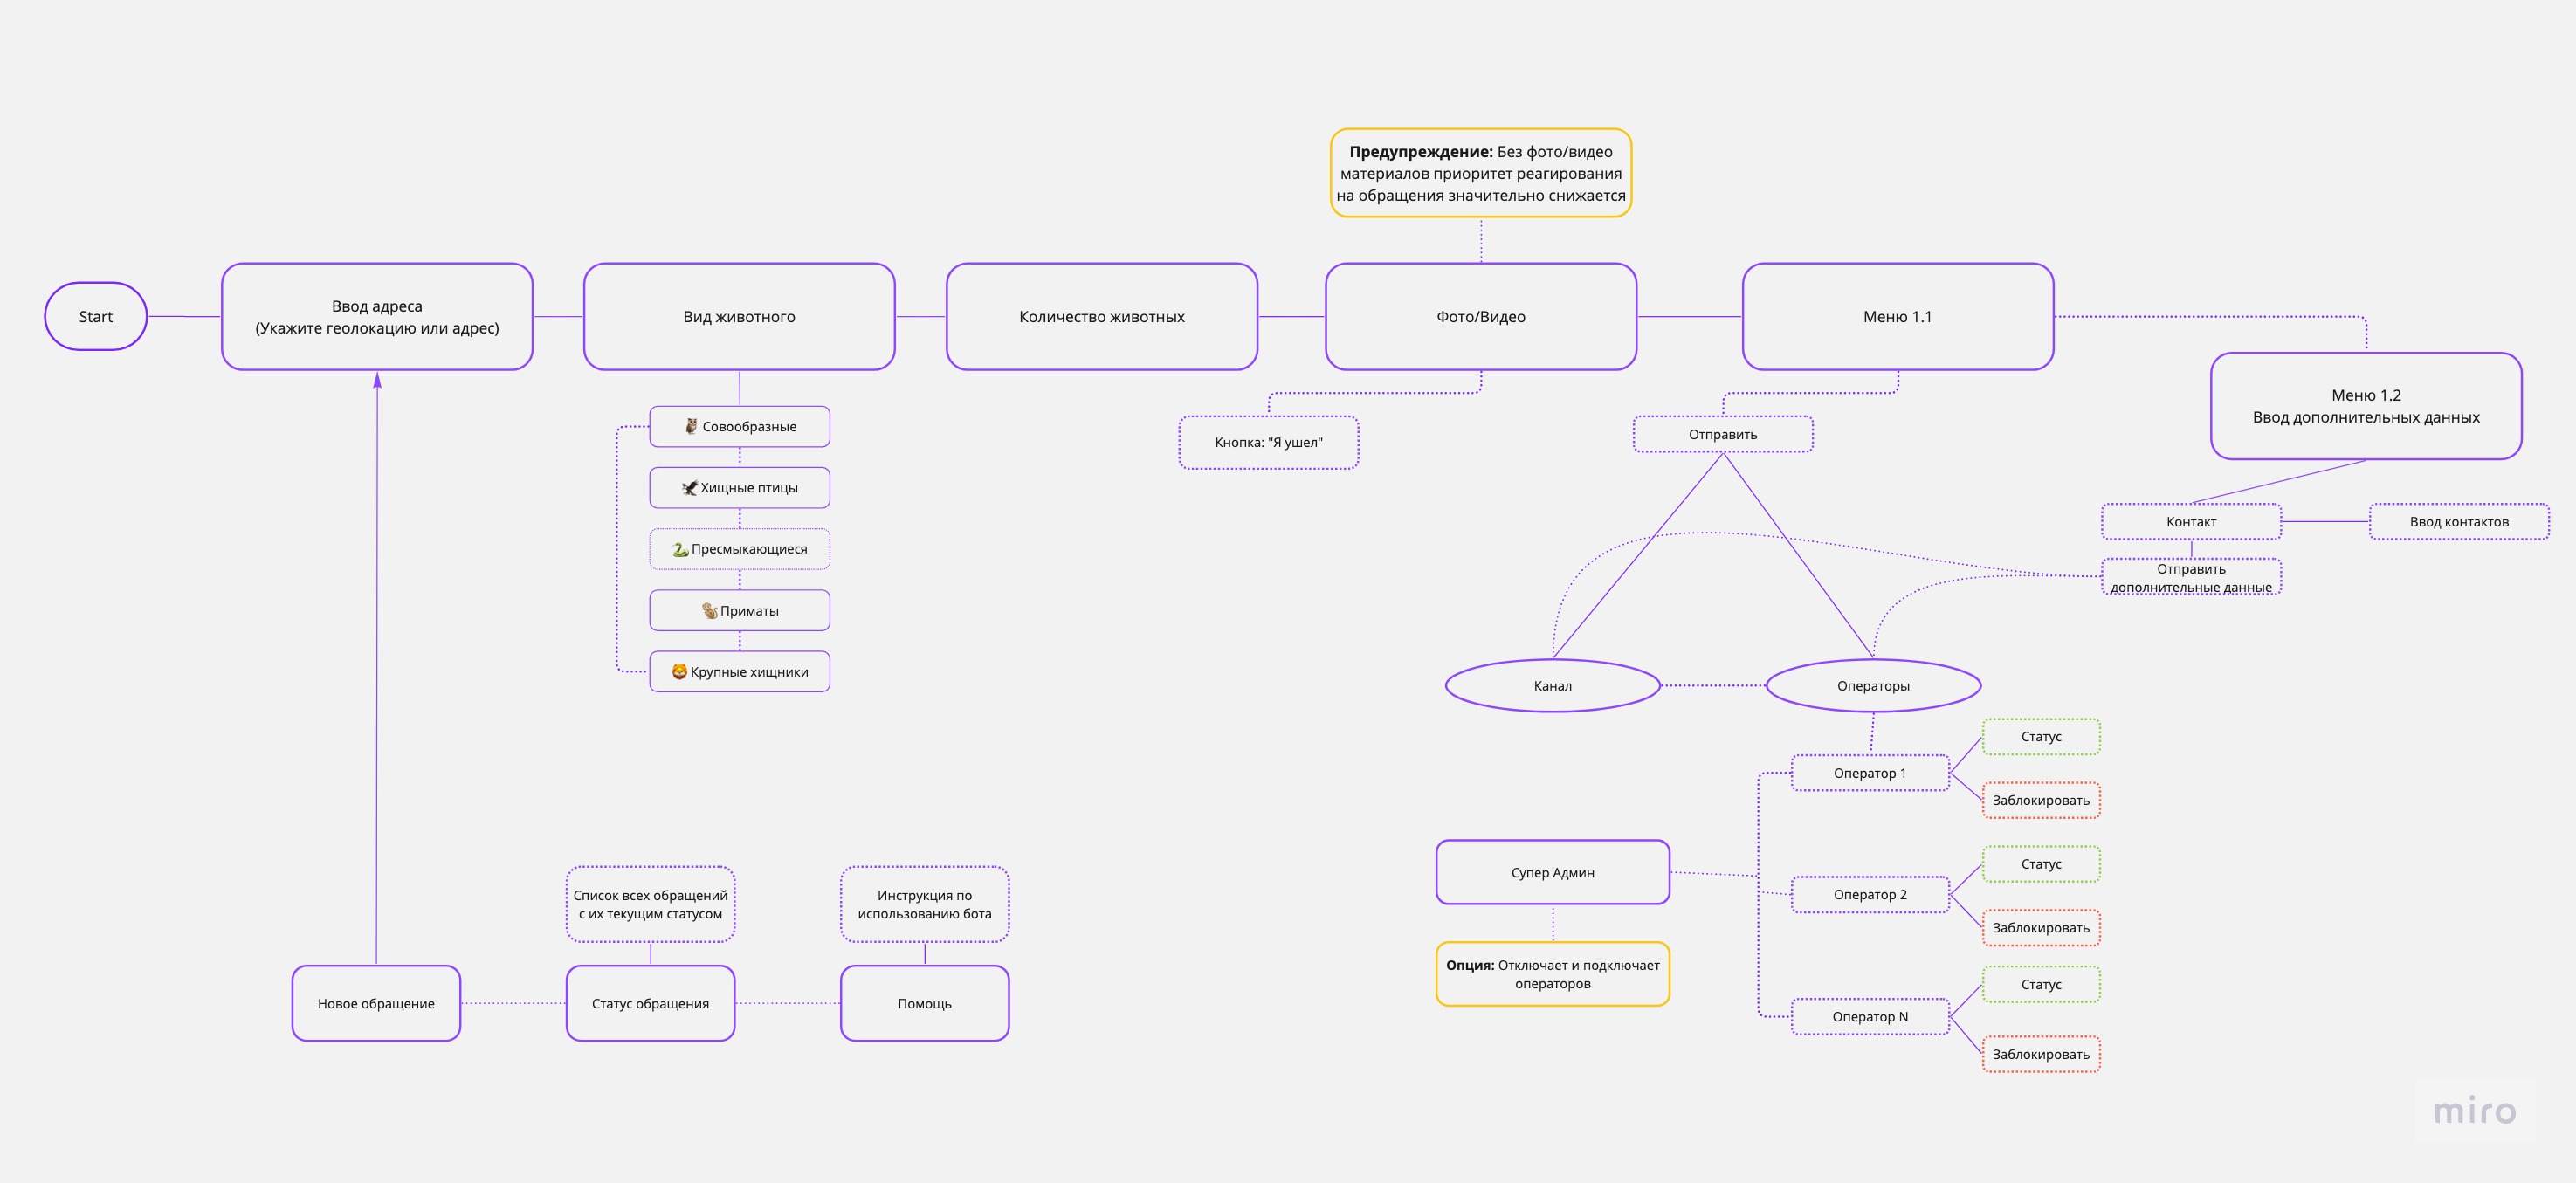 Предупреждение: Без фото/видео
материалов приоритет реагирования
на обращения значительно снижается
Start
Ввод адреса
(Укажите геолокацию или адрес)
Вид животного
Количество животных
Фото/Видео
Меню 1.1
Меню 1.2
Ввод дополнительных данных
Совообразные
Хищные птицы
Пресмыкающиеся
Приматы
Крупные хищники
Кнопка: "Я ушел"
Отправить
Контакт
Ввод контактов
Отправить
дополнительные данные
Канал
Операторы
Оператор 1
Статус
Заблокировать
Супер Админ
Оператор 2
Статус
Заблокировать
Опция: Отключает и подключает
операторов
Оператор N
Статус
Заблокировать
Список всех обращений
с их текущим статусом
Инструкция по
использованию бота
Новое обращение
Статус обращения
Помощь
miro